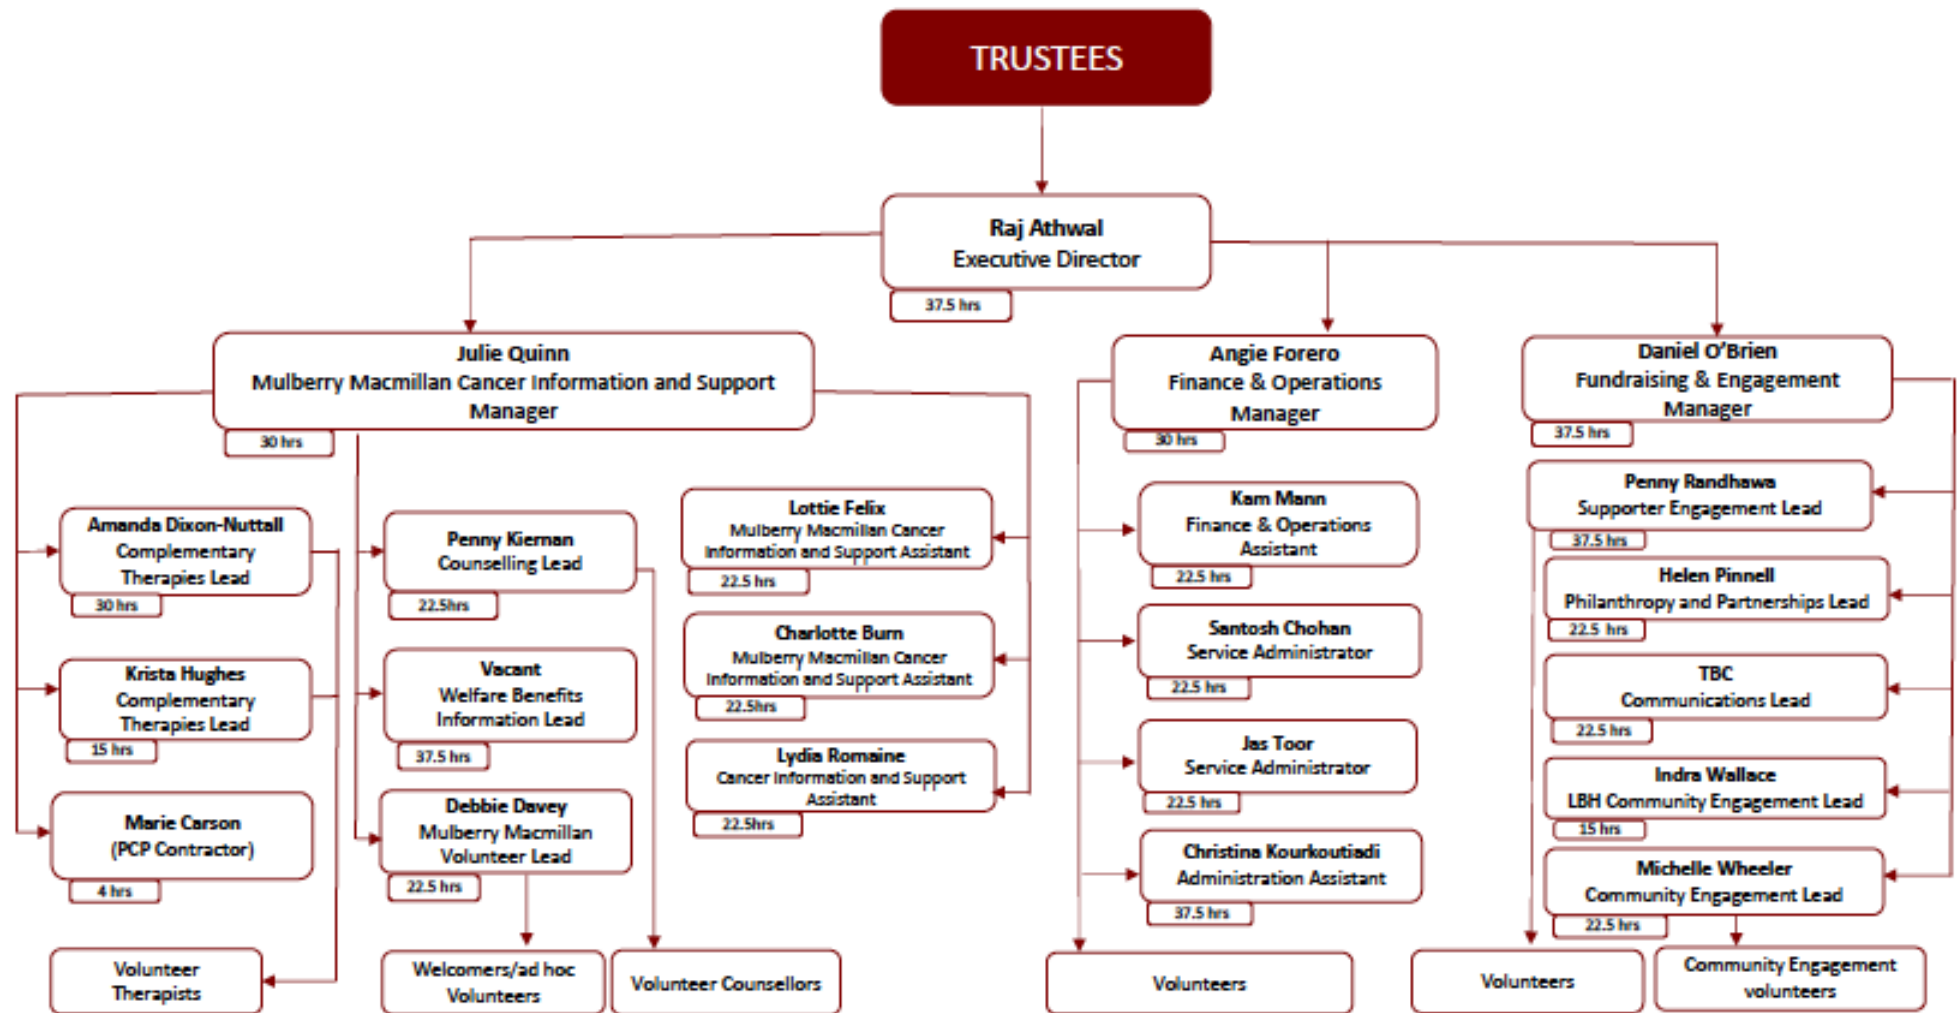 TRUSTEES
Raj Athwal
Executive Director
37.5 hrs
Julie Quinn
Mulberry Macmillan Cancer Information and Support
Manager
30 hrs
Amanda Dixon-Nuttall
Complementary
Therapies Lead
30 hrs
Krista Hughes
Complementary
Therapies Lead
15 hrs
Marie Carson
(PCP Contractor)
4 hrs
Volunteer
Therapists
Penny Kiernan
Counselling Lead
22.5hrs
Vacant
Welfare Benefits
Information Lead
37.5 hrs
Debbie Davey
Mulberry Macmillan
Volunteer Lead
22.5 hrs
Welcomers/ad hoc
Volunteers
Volunteer Counsellors
Lottie Felix
Mulberry Macmillan Cancer
Information and Support Assistant
22.5 hrs
Charlotte Burn
Mulberry Macmillan Cancer
Information and Support Assistant
22.5hrs
Lydia Romaine
Cancer Information and Support
Assistant
22.5hrs
Angie Forero
Finance & Operations
Manager
30 hrs
Kam Mann
Finance & Operations
Assistant
22.5 hrs
Santosh Chohan
Service Administrator
22.5 hrs
Jas Toor
Service Administrator
22.5 hrs
Christina Kourkoutiadi
Administration Assistant
37.5 hrs
Volunteers
Daniel O'Brien
Fundraising & Engagement
Manager
37.5 hrs
Penny Randhawa
Supporter Engagement Lead
37.5 hrs
Helen Pinnell
Philanthropy and Partnerships Lead
22.5 hrs
TBC
Communications Lead
22.5 hrs
Indra Wallace
LBH Community Engagement Lead
15 hrs
Michelle Wheeler
Community Engagement Lead
22.5 hrs
Volunteers
Community Engagement
volunteers